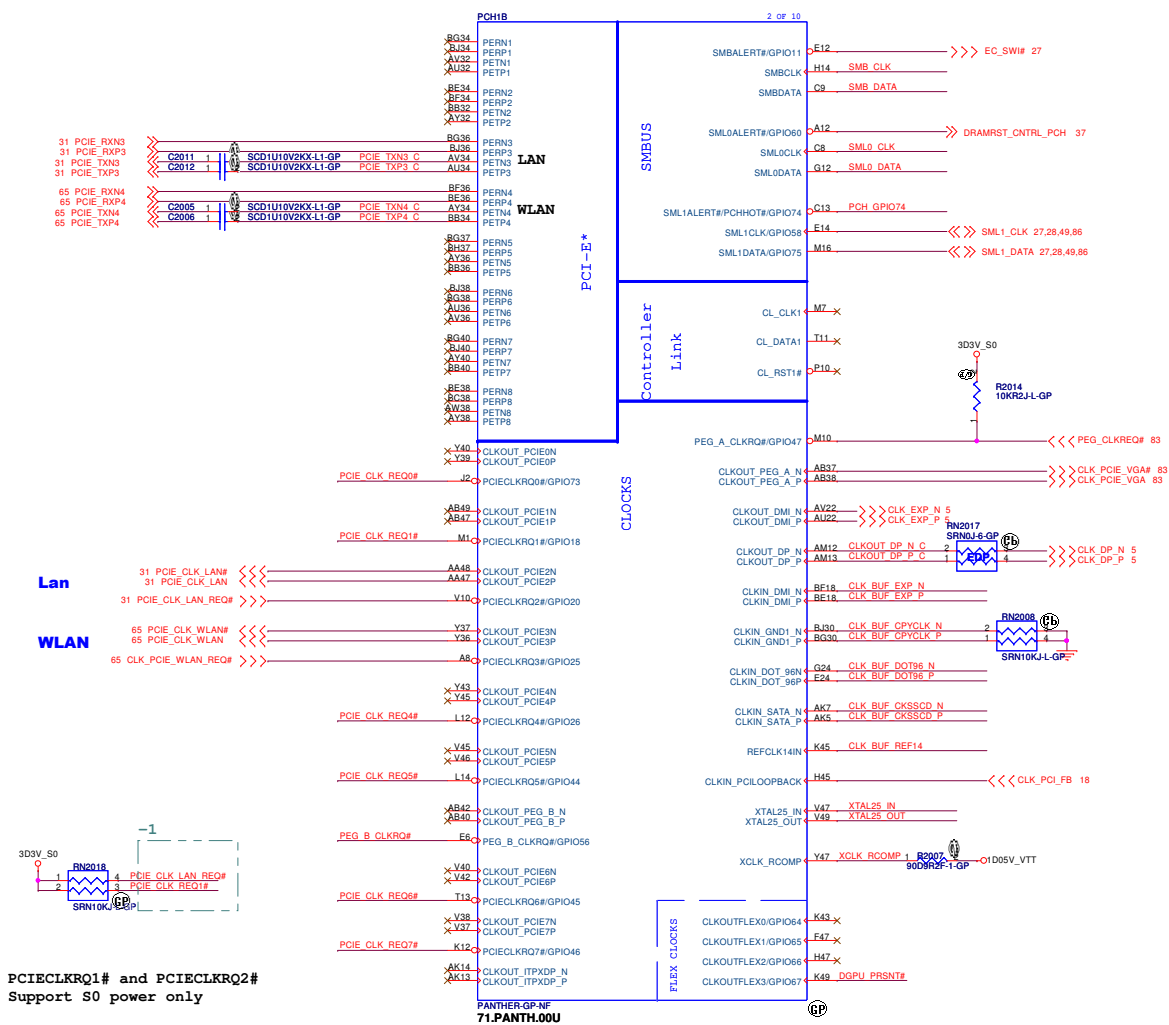 PCH1B
2 OF 10
BG34 PERN1
BJ34 PERP1
AV32 PETN1
AU32 PETP1
BE34 PERN2
BF34 PERP2
BB32 PETN2
AY32 PETP2
31 PCIE_RXN3 BG36 PERN3
31 PCIE_RXP3 BJ36 PERP3
31 PCIE_TXN3 C2011 1 SCD1U10V2KX-L1-GP PCIE_TXN3_C AV34 PETN3
31 PCIE_TXP3 C2012 1 SCD1U10V2KX-L1-GP PCIE_TXP3_C AU34 PETP3
LAN
65 PCIE_RXN4 BF36 PERN4
65 PCIE_RXP4 BE36 PERP4
65 PCIE_TXN4 C2005 1 SCD1U10V2KX-L1-GP PCIE_TXN4_C AY34 PETN4
65 PCIE_TXP4 C2006 1 SCD1U10V2KX-L1-GP PCIE_TXP4_C BB34 PETP4
WLAN
BG37 PERN5
BH37 PERP5
AY36 PETN5
BB36 PETP5
BJ38 PERN6
BG38 PERP6
AU36 PETN6
AV36 PETP6
BG40 PERN7
BJ40 PERP7
AY40 PETN7
BB40 PETP7
BE38 PERN8
BC38 PERP8
AW38 PETN8
AY38 PETP8
PCI-E*
SMBUS
SMBALERT#/GPIO11 E12 EC_SWI# 27
SMBCLK H14 SMB_CLK
SMBDATA C9 SMB_DATA
SML0ALERT#/GPIO60 A12 DRAMRST_CNTRL_PCH 37
SML0CLK C8 SML0_CLK
SML0DATA G12 SML0_DATA
SML1ALERT#/PCHHOT#/GPIO74 C13 PCH_GPIO74
SML1CLK/GPIO58 E14 SML1_CLK 27,28,49,86
SML1DATA/GPIO75 M16 SML1_DATA 27,28,49,86
Controller
Link
CL_CLK1 M7
CL_DATA1 T11
CL_RST1# P10
3D3V_S0
R2014
10KR2J-L-GP
1
PEG_A_CLKRQ#/GPIO47 M10 PEG_CLKREQ# 83
CLKOUT_PEG_A_N AB37 CLK_PCIE_VGA# 83
CLKOUT_PEG_A_P AB38 CLK_PCIE_VGA 83
CLKOUT_DMI_N AV22 CLK_EXP_N 5
CLKOUT_DMI_P AU22 CLK_EXP_P 5
RN2017
SRN0J-6-GP
CLKOUT_DP_N AM12 CLKOUT_DP_N_C 2 CLK_DP_N 5
CLKOUT_DP_P AM13 CLKOUT_DP_P_C 1 EDP 4 CLK_DP_P 5
CLKIN_DMI_N BF18 CLK_BUF_EXP_N
CLKIN_DMI_P BE18 CLK_BUF_EXP_P
RN2008
CLKIN_GND1_N BJ30 CLK_BUF_CPYCLK_N 2
CLKIN_GND1_P BG30 CLK_BUF_CPYCLK_P 1 4
SRN10KJ-L-GP
CLKIN_DOT_96N G24 CLK_BUF_DOT96_N
CLKIN_DOT_96P E24 CLK_BUF_DOT96_P
CLKIN_SATA_N AK7 CLK_BUF_CKSSCD_N
CLKIN_SATA_P AK5 CLK_BUF_CKSSCD_P
REFCLK14IN K45 CLK_BUF_REF14
CLKIN_PCILOOPBACK H45 CLK_PCI_FB 18
XTAL25_IN V47 XTAL25_IN
XTAL25_OUT V49 XTAL25_OUT
XCLK_RCOMP Y47 XCLK_RCOMP 1 R2007 1D05V_VTT
90D9R2F-1-GP
FLEX CLOCKS
CLKOUTFLEX0/GPIO64 K43
CLKOUTFLEX1/GPIO65 F47
CLKOUTFLEX2/GPIO66 H47
CLKOUTFLEX3/GPIO67 K49 DGPU_PRSNT#
GP
CLOCKS
Y40 CLKOUT_PCIE0N
Y39 CLKOUT_PCIE0P
PCIE_CLK_REQ0# J2 PCIECLKRQ0#/GPIO73
AB49 CLKOUT_PCIE1N
AB47 CLKOUT_PCIE1P
PCIE_CLK_REQ1# M1 PCIECLKRQ1#/GPIO18
Lan
31 PCIE_CLK_LAN# AA48 CLKOUT_PCIE2N
31 PCIE_CLK_LAN AA47 CLKOUT_PCIE2P
31 PCIE_CLK_LAN_REQ# V10 PCIECLKRQ2#/GPIO20
WLAN
65 PCIE_CLK_WLAN# Y37 CLKOUT_PCIE3N
65 PCIE_CLK_WLAN Y36 CLKOUT_PCIE3P
65 CLK_PCIE_WLAN_REQ# A8 PCIECLKRQ3#/GPIO25
Y43 CLKOUT_PCIE4N
Y45 CLKOUT_PCIE4P
PCIE_CLK_REQ4# L12 PCIECLKRQ4#/GPIO26
V45 CLKOUT_PCIE5N
V46 CLKOUT_PCIE5P
PCIE_CLK_REQ5# L14 PCIECLKRQ5#/GPIO44
AB42 CLKOUT_PEG_B_N
AB40 CLKOUT_PEG_B_P
PEG_B_CLKRQ# E6 PEG_B_CLKRQ#/GPIO56
V40 CLKOUT_PCIE6N
V42 CLKOUT_PCIE6P
PCIE_CLK_REQ6# T13 PCIECLKRQ6#/GPIO45
V38 CLKOUT_PCIE7N
V37 CLKOUT_PCIE7P
PCIE_CLK_REQ7# K12 PCIECLKRQ7#/GPIO46
AK14 CLKOUT_ITPXDP_N
AK13 CLKOUT_ITPXDP_P
-1
3D3V_S0
RN2018
1 4 PCIE_CLK_LAN_REQ#
2 3 PCIE_CLK_REQ1#
GP
PCIECLKRQ1# and PCIECLKRQ2#
Support S0 power only
PANTHER-GP-NF
71.PANTH.00U